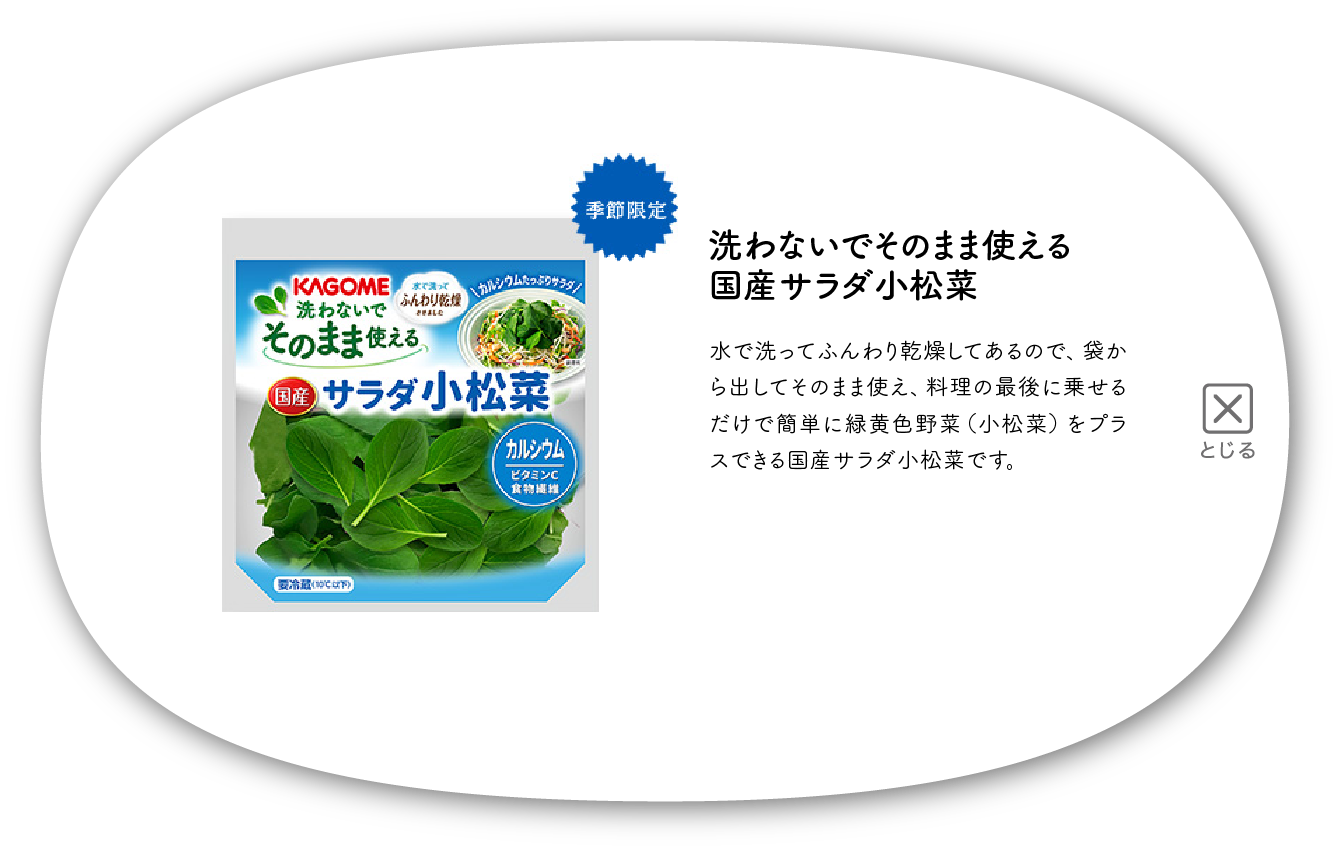 季節限定
洗わないでそのまま使える
国産サラダ小松菜
水で洗ってふんわり乾燥してあるので、袋か
ら出してそのまま使え、料理の最後に乗せる
だけで簡単に緑黄色野菜（小松菜）をプラ
スできる国産サラダ小松菜です。
とじる
KAGOME
洗わないで
そのまま使える
水で洗って
ふんわり乾燥
\カルシウムたっぷりサラダ/
国産 サラダ小松菜
カルシウム
ビタミンC
食物繊維
要冷蔵(10℃以下)